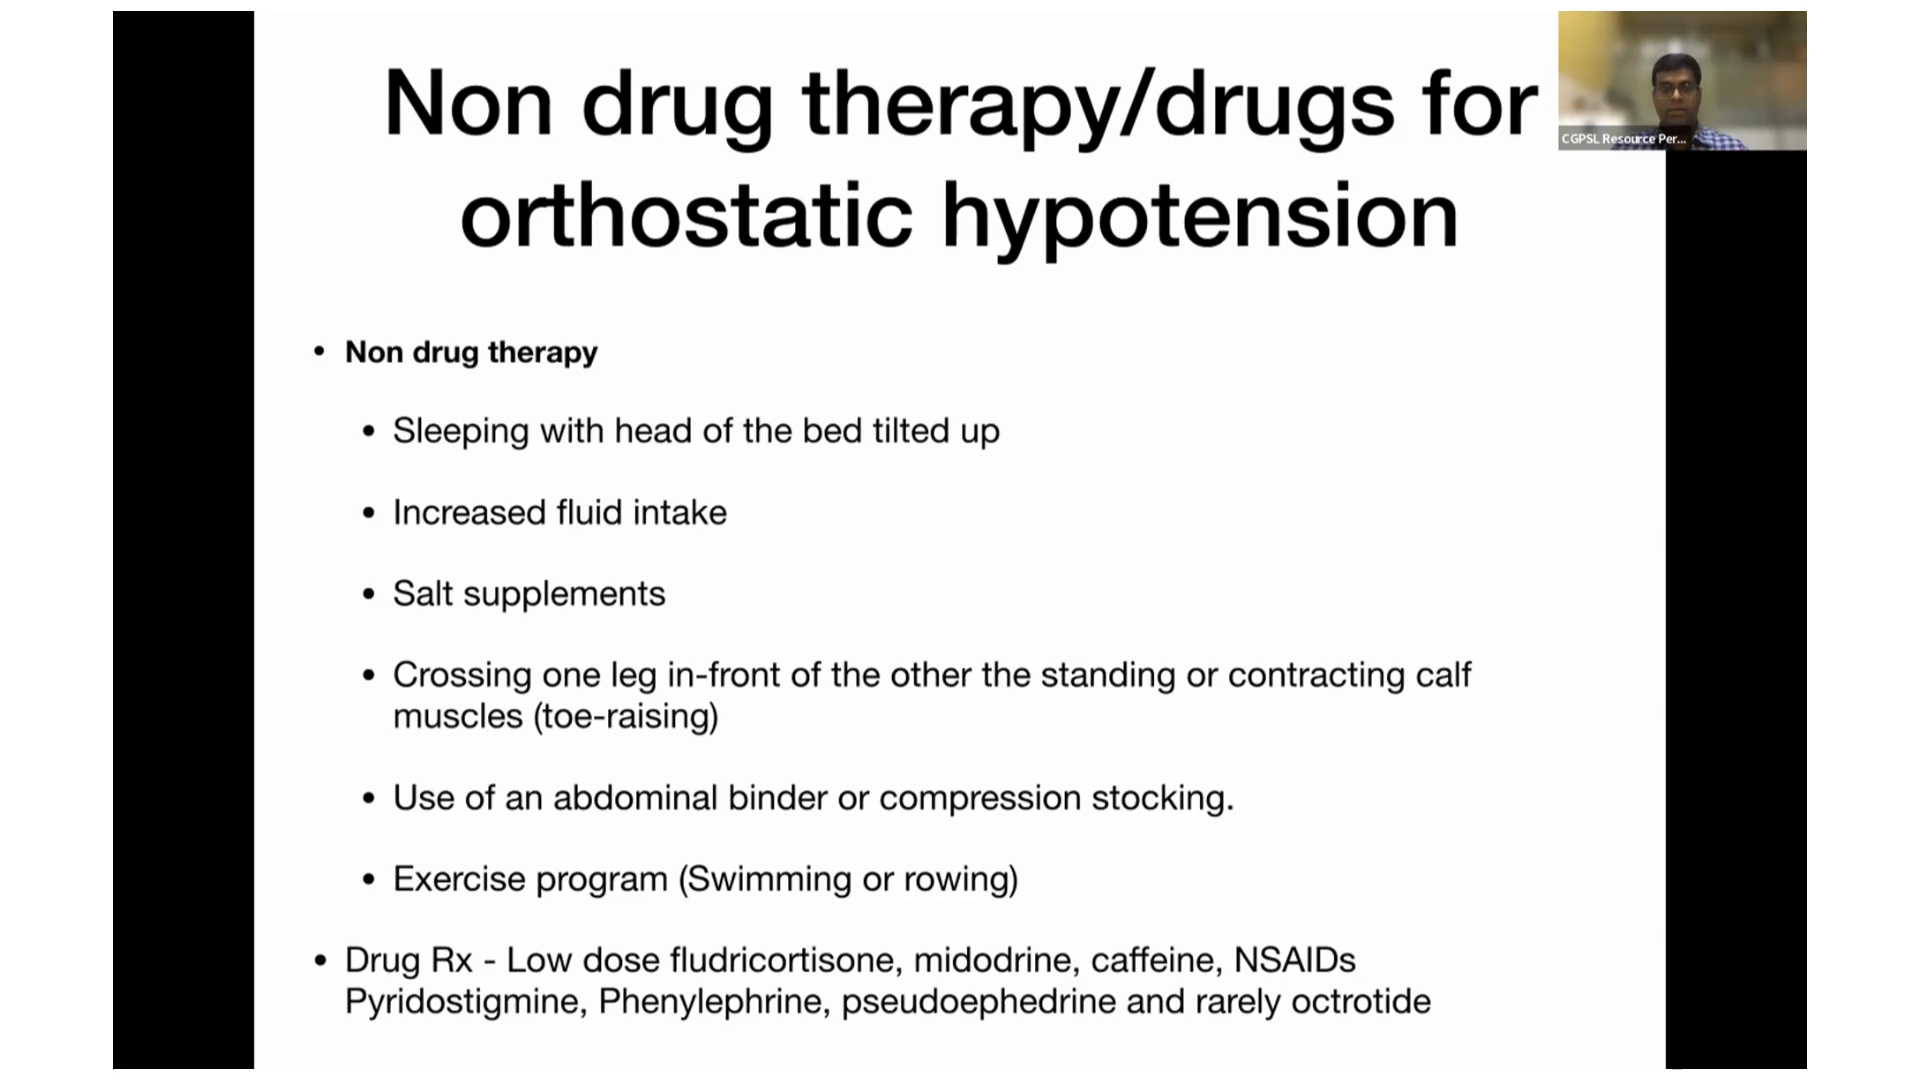 Non drug therapy/drugs for
orthostatic hypotension
CGPSL Resource Per...
• Non drug therapy
• Sleeping with head of the bed tilted up
• Increased fluid intake
• Salt supplements
• Crossing one leg in-front of the other the standing or contracting calf
muscles (toe-raising)
• Use of an abdominal binder or compression stocking.
• Exercise program (Swimming or rowing)
• Drug Rx - Low dose fludricortisone, midodrine, caffeine, NSAIDs
Pyridostigmine, Phenylephrine, pseudoephedrine and rarely octrotide